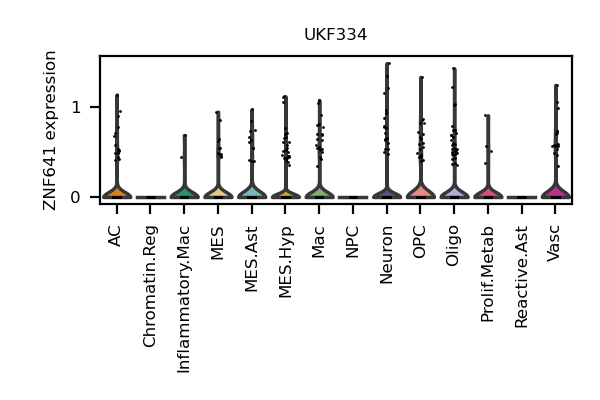 UKF334
ZNF641 expression
1
0
AC
Chromatin.Reg
Inflammatory.Mac
MES
MES.Ast
MES.Hyp
Mac
NPC
Neuron
OPC
Oligo
Prolif.Metab
Reactive.Ast
Vasc